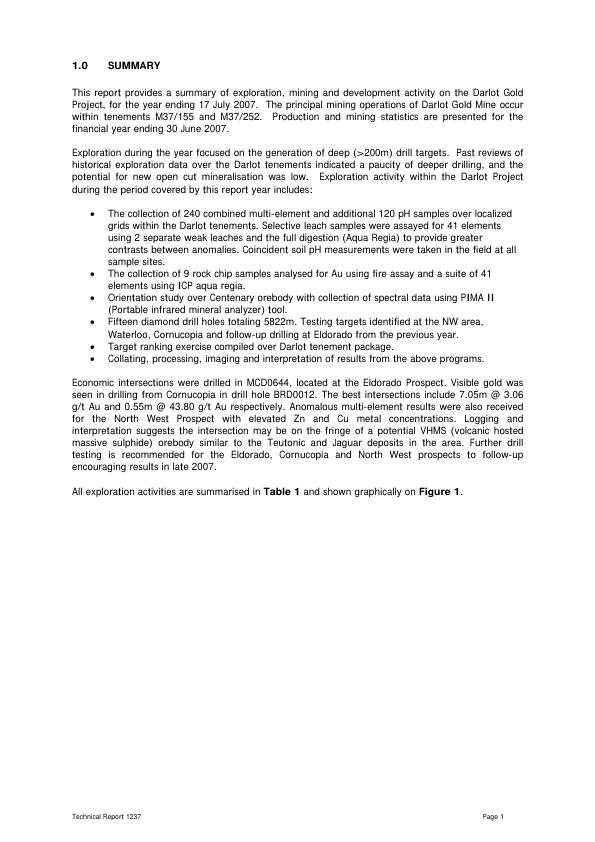 1.0 SUMMARY
This report provides a summary of exploration, mining and development activity on the Darlot Gold
Project, for the year ending 17 July 2007. The principal mining operations of Darlot Gold Mine occur
within tenements M37/155 and M37/252. Production and mining statistics are presented for the
financial year ending 30 June 2007.
Exploration during the year focused on the generation of deep (>200m) drill targets. Past reviews of
historical exploration data over the Darlot tenements indicated a paucity of deeper drilling, and the
potential for new open cut mineralisation was low. Exploration activity within the Darlot Project
during the period covered by this report year includes:
• The collection of 240 combined multi-element and additional 120 pH samples over localized
grids within the Darlot tenements. Selective leach samples were assayed for 41 elements
using 2 separate weak leaches and the full digestion (Aqua Regia) to provide greater
contrasts between anomalies. Coincident soil pH measurements were taken in the field at all
sample sites.
• The collection of 9 rock chip samples analysed for Au using fire assay and a suite of 41
elements using ICP aqua regia.
• Orientation study over Centenary orebody with collection of spectral data using PIMA II
(Portable infrared mineral analyzer) tool.
• Fifteen diamond drill holes totaling 5822m. Testing targets identified at the NW area,
Waterloo, Cornucopia and follow-up drilling at Eldorado from the previous year.
• Target ranking exercise compiled over Darlot tenement package.
• Collating, processing, imaging and interpretation of results from the above programs.
Economic intersections were drilled in MCD0644, located at the Eldorado Prospect. Visible gold was
seen in drilling from Cornucopia in drill hole BRD0012. The best intersections include 7.05m @ 3.06
g/t Au and 0.55m @ 43.80 g/t Au respectively. Anomalous multi-element results were also received
for the North West Prospect with elevated Zn and Cu metal concentrations. Logging and
interpretation suggests the intersection may be on the fringe of a potential VHMS (volcanic hosted
massive sulphide) orebody similar to the Teutonic and Jaguar deposits in the area. Further drill
testing is recommended for the Eldorado, Cornucopia and North West prospects to follow-up
encouraging results in late 2007.
All exploration activities are summarised in Table 1 and shown graphically on Figure 1.
Technical Report 1237 Page 1